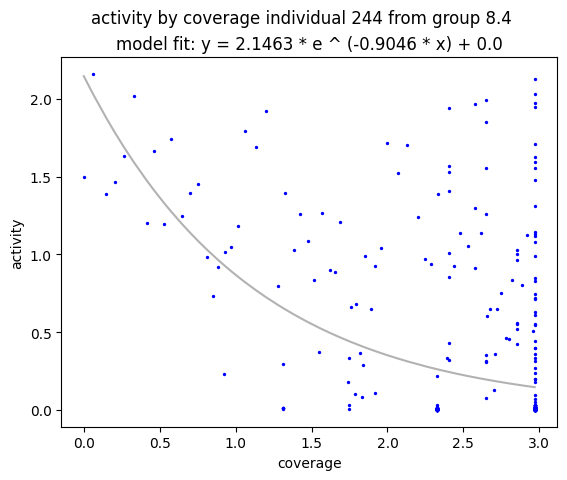 activity by coverage individual 244 from group 8.4
model fit: y = 2.1463 * e ^ (-0.9046 * x) + 0.0
2.0
1.5
1.0
0.5
0.0
activity
0.0 0.5 1.0 1.5 2.0 2.5 3.0
coverage